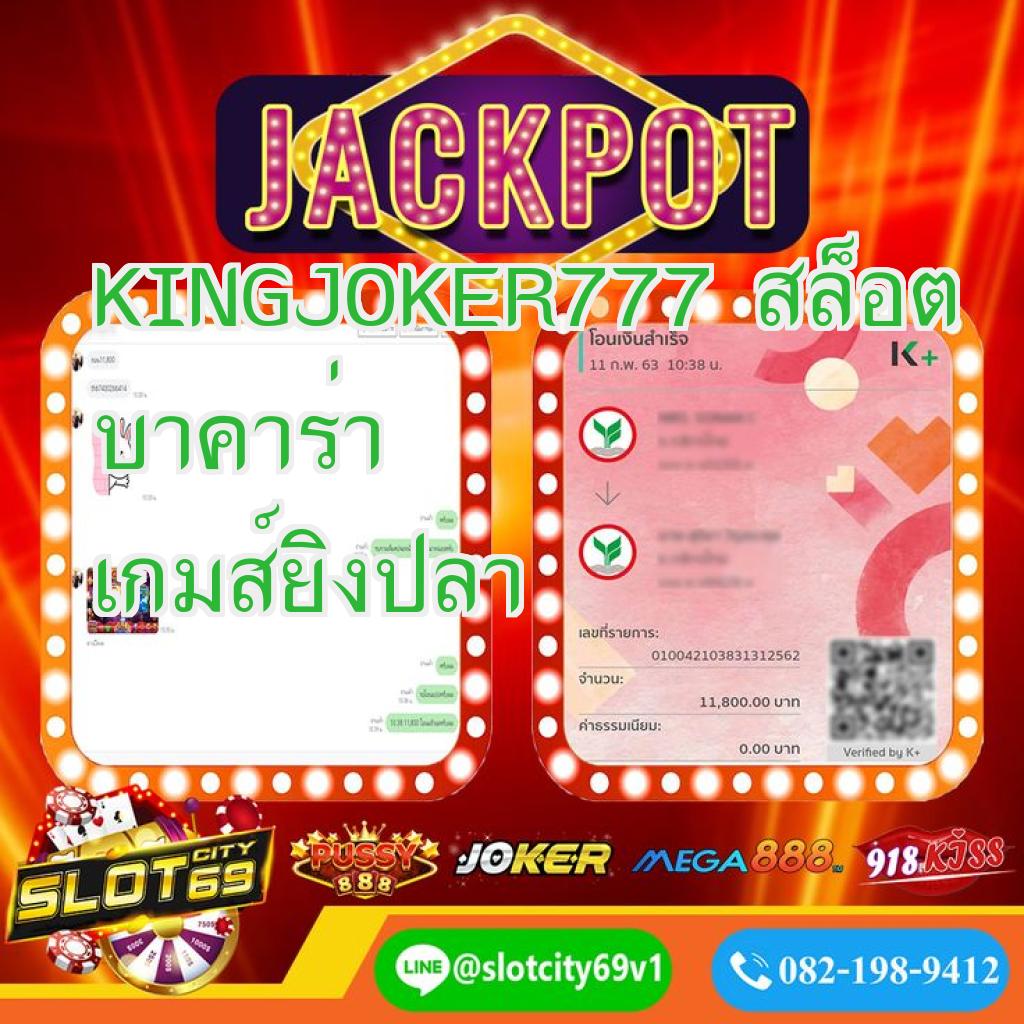 JACKPOT
KINGJOKER777 สล็อต
บาคาร่า
เกมส์ยิงปลา
โอนเงินสำเร็จ
11 ก.พ. 63 10:38 น.
K+
เลขที่รายการ:
010042103831312562
จำนวน:
11,800.00 บาท
ค่าธรรมเนียม:
0.00 บาท
Verified by K+
SLOT CITY 69
PUSSY 888
JOKER
MEGA888
918KISS
LINE @slotcity69v1
082-198-9412